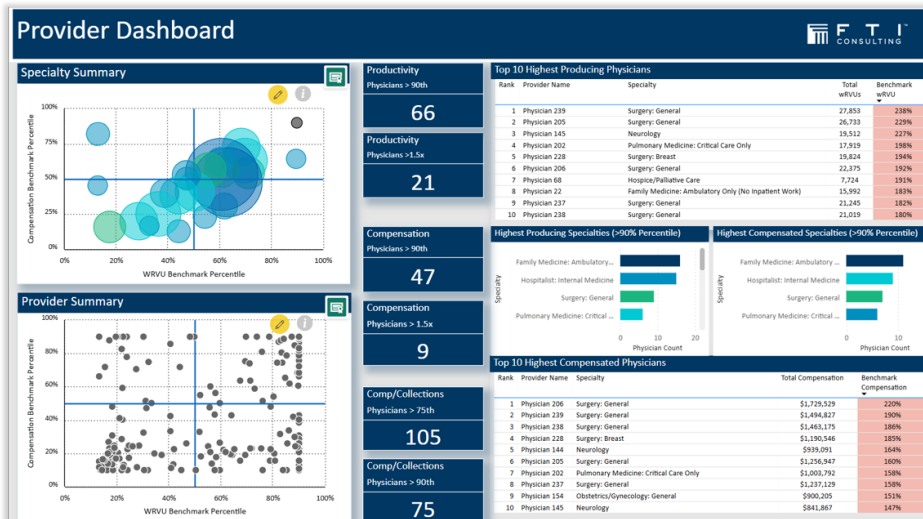 Provider Dashboard
F T I
CONSULTING
Specialty Summary
100%
75%
50%
25%
0%
0% 20% 40% 60% 80% 100%
Compensation Benchmark Percentile
WRVU Benchmark Percentile
Provider Summary
100%
80%
60%
40%
20%
0%
0% 20% 40% 60% 80% 100%
Compensation Benchmark Percentile
WRVU Benchmark Percentile
Productivity
Physicians > 90th
66
Productivity
Physicians >1.5x
21
Compensation
Physicians > 90th
47
Compensation
Physicians > 1.5x
9
Comp/Collections
Physicians > 75th
105
Comp/Collections
Physicians > 90th
75
Top 10 Highest Producing Physicians
Rank Provider Name Specialty Total wRVUs Benchmark wRVU
1 Physician 239 Surgery: General 27,853 238%
2 Physician 205 Surgery: General 26,733 229%
3 Physician 145 Neurology 19,512 227%
4 Physician 202 Pulmonary Medicine: Critical Care Only 17,919 198%
5 Physician 228 Surgery: Breast 19,824 194%
6 Physician 206 Surgery: General 22,375 192%
7 Physician 68 Hospice/Palliative Care 7,724 191%
8 Physician 22 Family Medicine: Ambulatory Only (No Inpatient Work) 15,992 183%
9 Physician 237 Surgery: General 21,245 182%
10 Physician 238 Surgery: General 21,019 180%
Highest Producing Specialties (>90% Percentile)
Specialty
Family Medicine: Ambulatory ...
Hospitalist: Internal Medicine
Surgery: General
Pulmonary Medicine: Critical ...
0 10 20
Physician Count
Highest Compensated Specialties (>90% Percentile)
Specialty
Family Medicine: Ambulatory ...
Hospitalist: Internal Medicine
Surgery: General
Pulmonary Medicine: Critical ...
0 10
Physician Count
Top 10 Highest Compensated Physicians
Rank Provider Name Specialty Total Compensation Benchmark Compensation
1 Physician 206 Surgery: General $1,729,529 220%
2 Physician 239 Surgery: General $1,494,827 190%
3 Physician 238 Surgery: General $1,463,175 186%
4 Physician 228 Surgery: Breast $1,190,546 185%
5 Physician 144 Neurology $939,091 164%
6 Physician 205 Surgery: General $1,256,947 160%
7 Physician 202 Pulmonary Medicine: Critical Care Only $1,003,792 158%
8 Physician 237 Surgery: General $1,237,129 158%
9 Physician 154 Obstetrics/Gynecology: General $900,205 151%
10 Physician 145 Neurology $841,867 147%